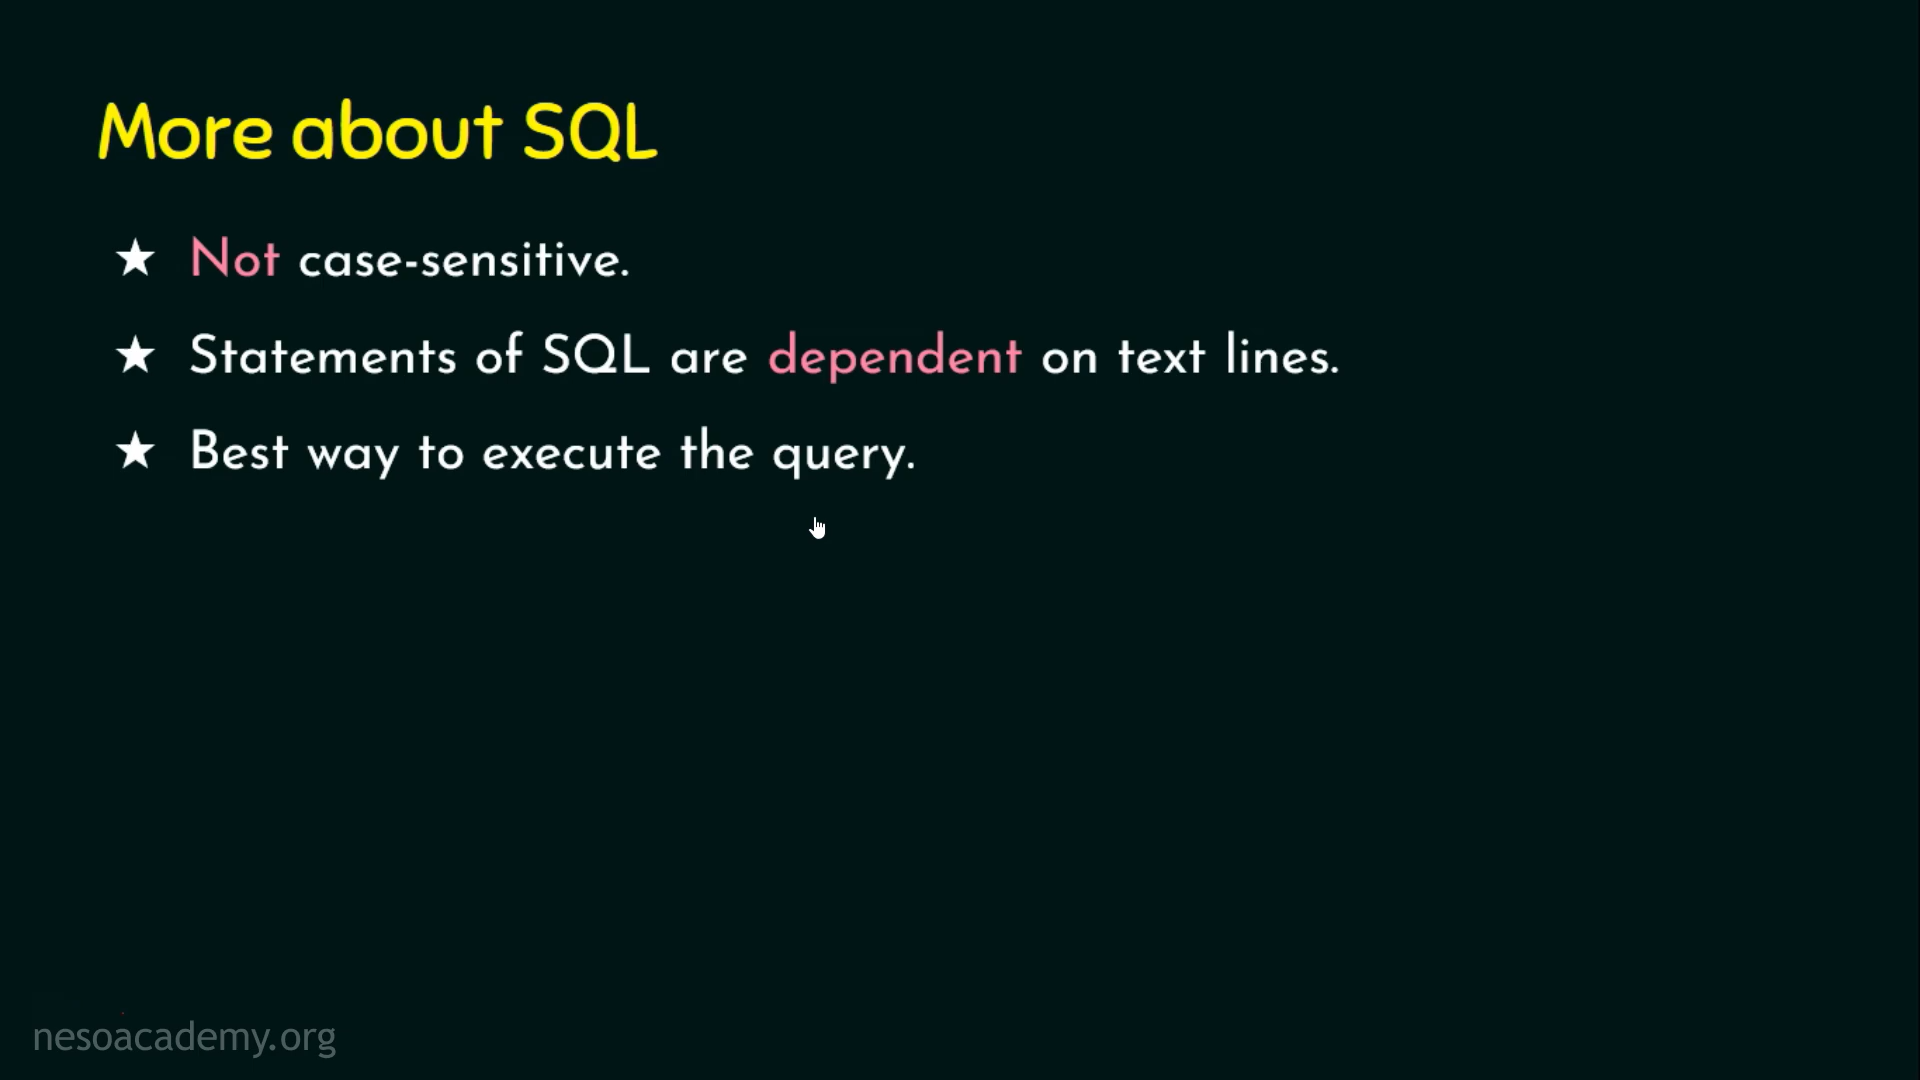 More about SQL
★ Not case-sensitive.
★ Statements of SQL are dependent on text lines.
★ Best way to execute the query.
nesoacademy.org